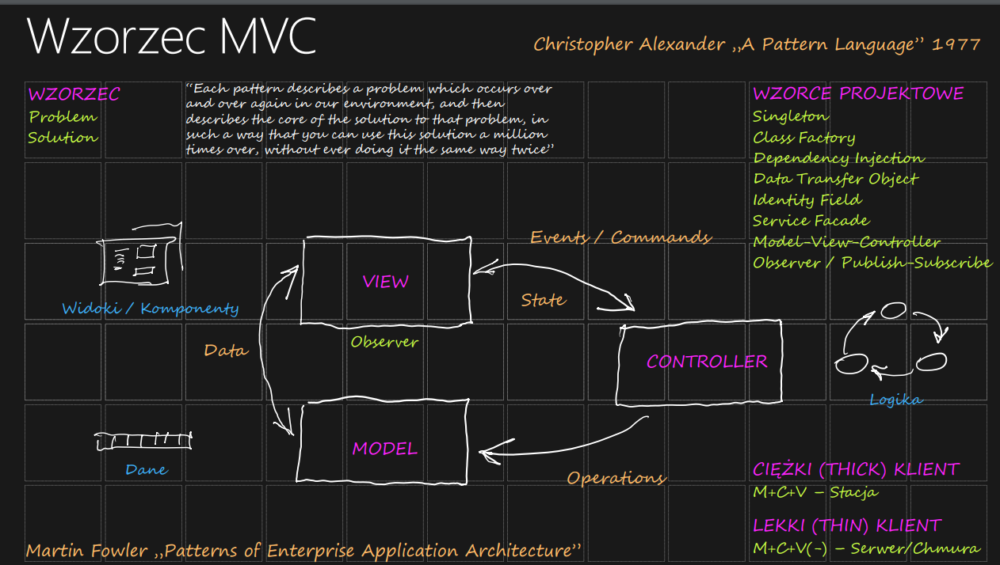 Wzorzec MVC
Christopher Alexander „A Pattern Language” 1977
WZORZEC
Problem
Solution
“Each pattern describes a problem which occurs over
and over again in our environment, and then
describes the core of the solution to that problem, in
such a way that you can use this solution a million
times over, without ever doing it the same way twice”
WZORCE PROJEKTOWE
Singleton
Class Factory
Dependency Injection
Data Transfer Object
Identity Field
Service Facade
Model-View-Controller
Observer / Publish-Subscribe
Events / Commands
VIEW
State
Widoki / Komponenty
Observer
Data
CONTROLLER
Logika
MODEL
Dane
Operations
CIĘŻKI (THICK) KLIENT
M+C+V – Stacja
LEKKI (THIN) KLIENT
M+C+V(-) – Serwer/Chmura
Martin Fowler „Patterns of Enterprise Application Architecture”